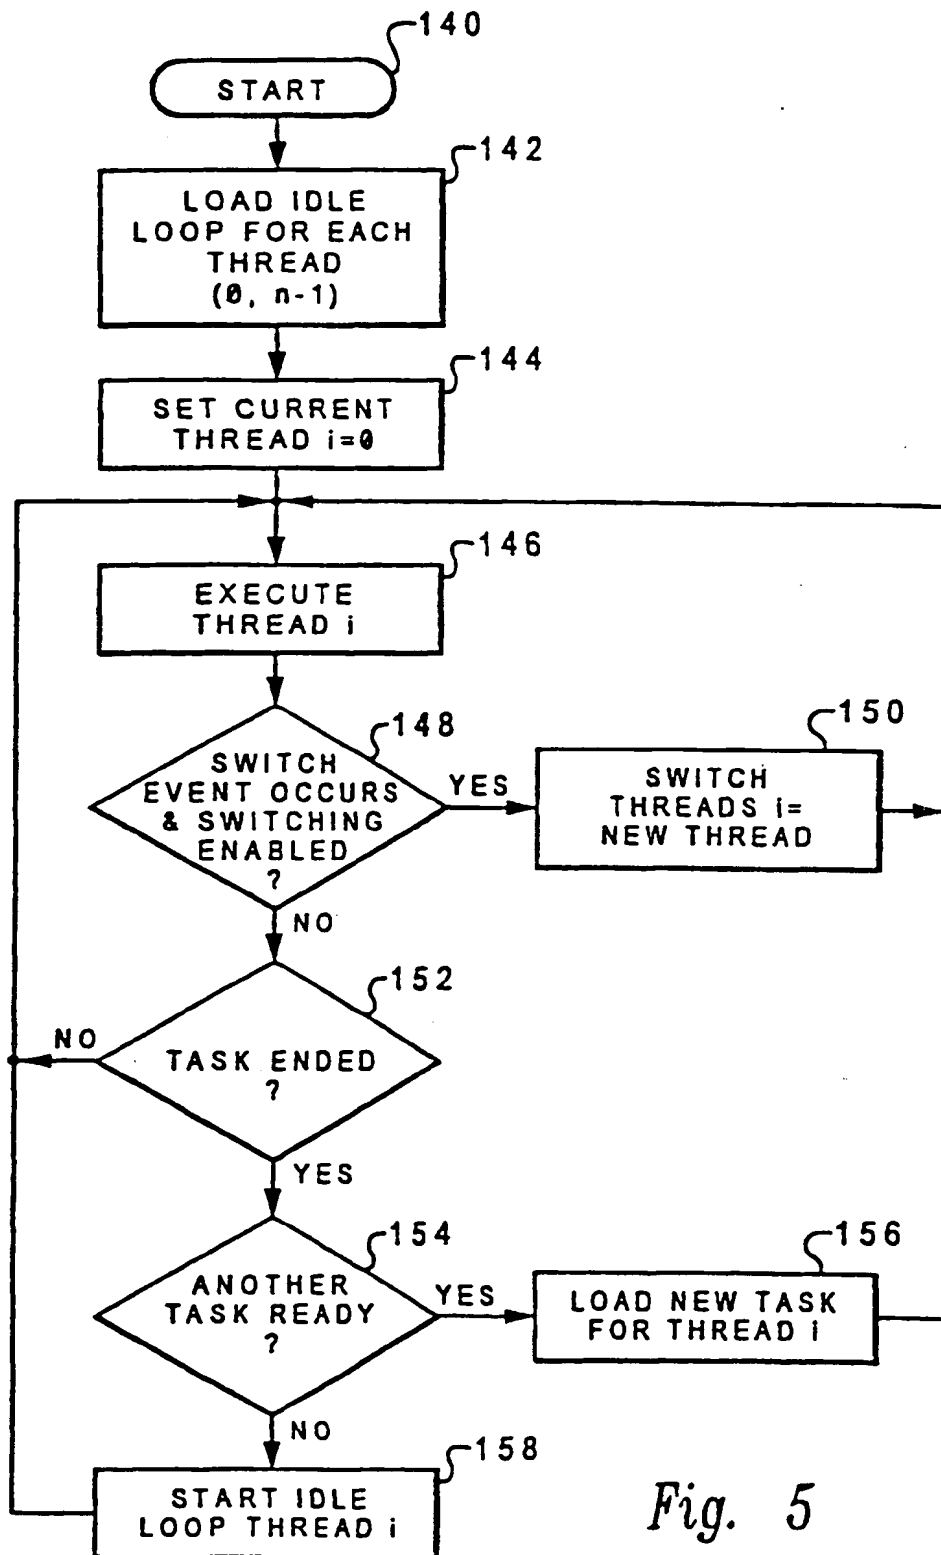 140
START
142
LOAD IDLE
LOOP FOR EACH
THREAD
(0, n-1)
144
SET CURRENT
THREAD i=0
146
EXECUTE
THREAD i
148
SWITCH
EVENT OCCURS
& SWITCHING
ENABLED
?
YES
150
SWITCH
THREADS i=
NEW THREAD
NO
152
TASK ENDED
?
NO
YES
154
ANOTHER
TASK READY
?
YES
156
LOAD NEW TASK
FOR THREAD i
NO
158
START IDLE
LOOP THREAD i
Fig. 5